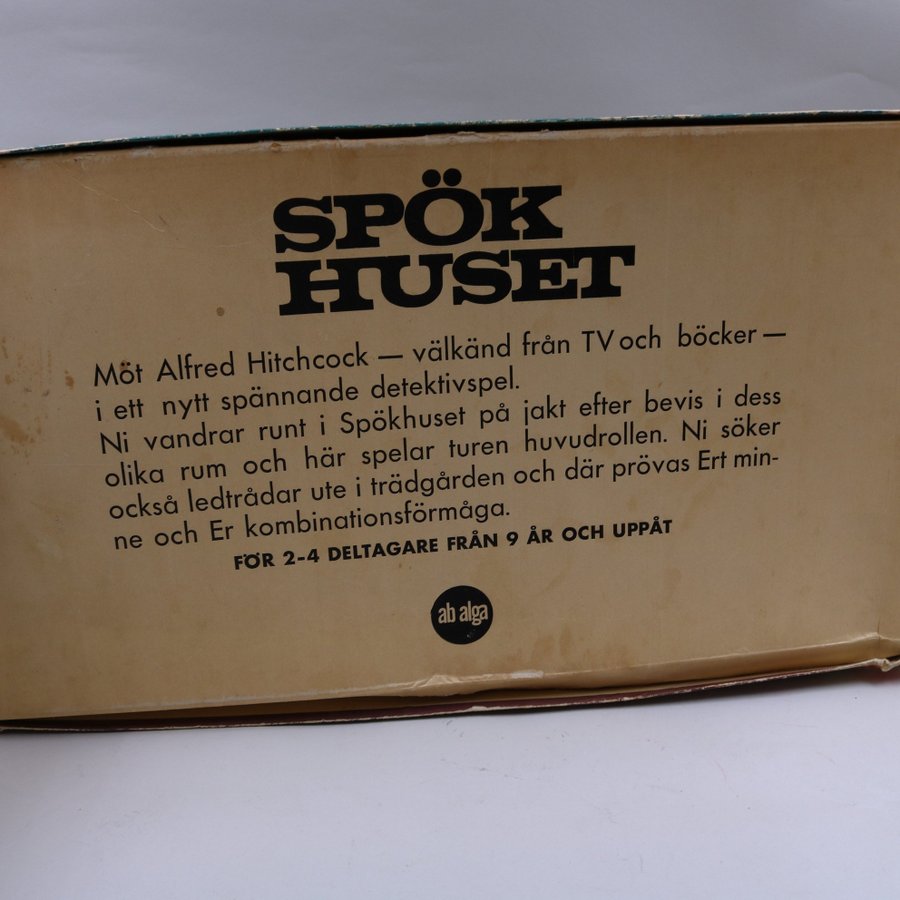 SPÖK
HUSET
Möt Alfred Hitchcock — välkänd från TV och böcker —
i ett nytt spännande detektivspel.
Ni vandrar runt i Spökhuset på jakt efter bevis i dess
olika rum och här spelar turen huvudrollen. Ni söker
också ledtrådar ute i trädgården och där prövas Ert min-
ne och Er kombinationsförmåga.
FÖR 2-4 DELTAGARE FRÅN 9 ÅR OCH UPPÅT
ab alga